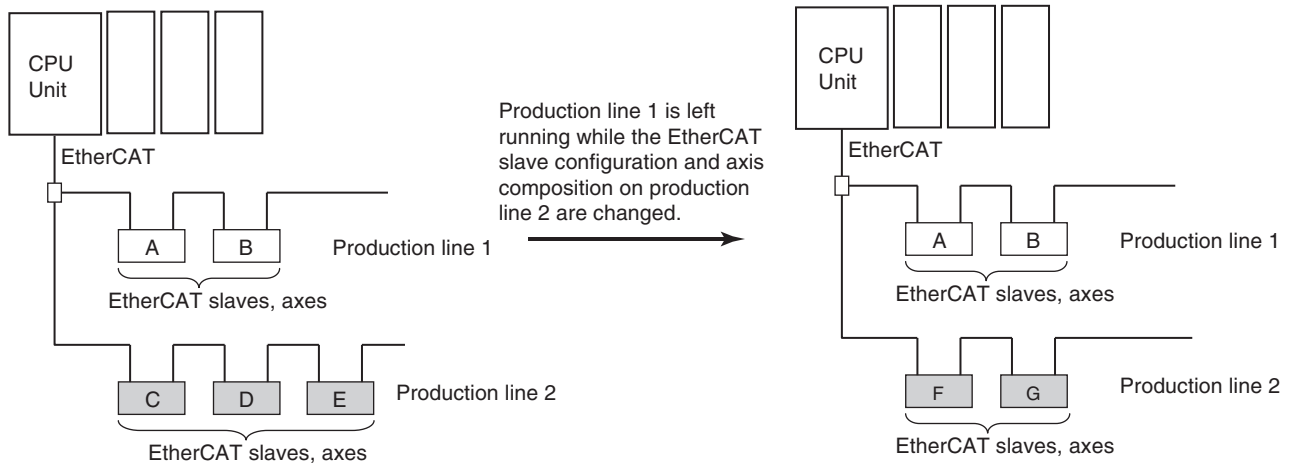 CPU
Unit
EtherCAT
A
B
Production line 1
EtherCAT slaves, axes
C
D
E
Production line 2
EtherCAT slaves, axes
Production line 1 is left
running while the EtherCAT
slave configuration and axis
composition on production
line 2 are changed.
CPU
Unit
EtherCAT
A
B
Production line 1
EtherCAT slaves, axes
F
G
Production line 2
EtherCAT slaves, axes